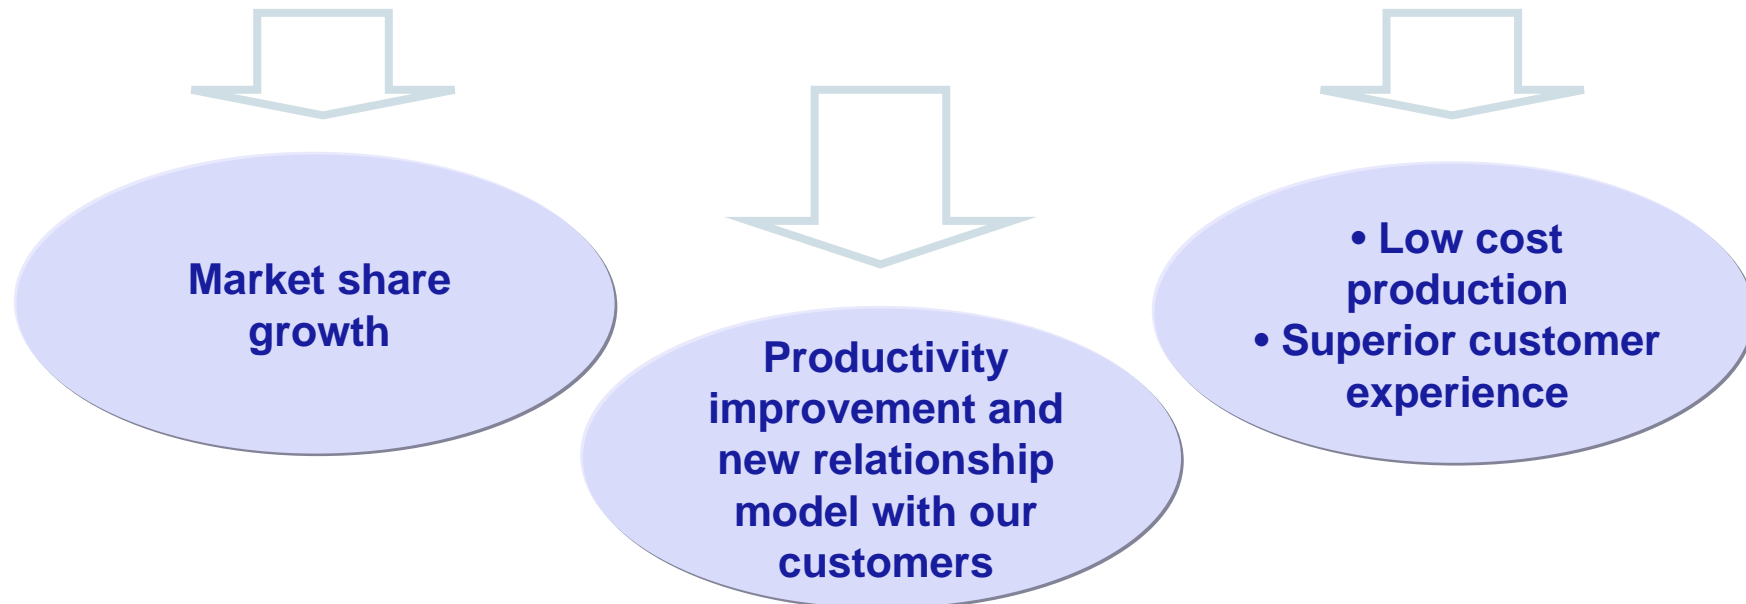 Market share
growth
Productivity
improvement and
new relationship
model with our
customers
• Low cost
production
• Superior customer
experience